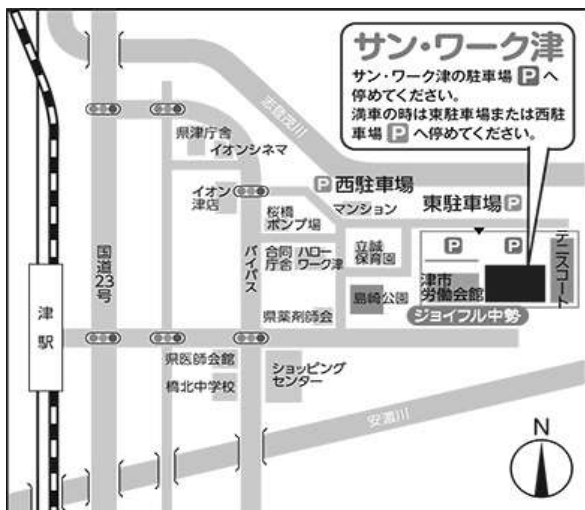 サン・ワーク津
サン・ワーク津の駐車場 P へ
停めてください。
満車の時は東駐車場または西駐
車場 P へ停めてください。
志登茂川
県津庁舎
イオンシネマ
イオン
津店
P 西駐車場
マンション
東駐車場 P
桜橋
ポンプ場
P
P
テニスコート
国道23号
バイパス
合同
庁舎
ハロー
ワーク津
立誠
保育園
津市
労働会館
島崎公園
県薬剤師会
ジョイフル中勢
津駅
県医師会館
橋北中学校
ショッピング
センター
安濃川
N